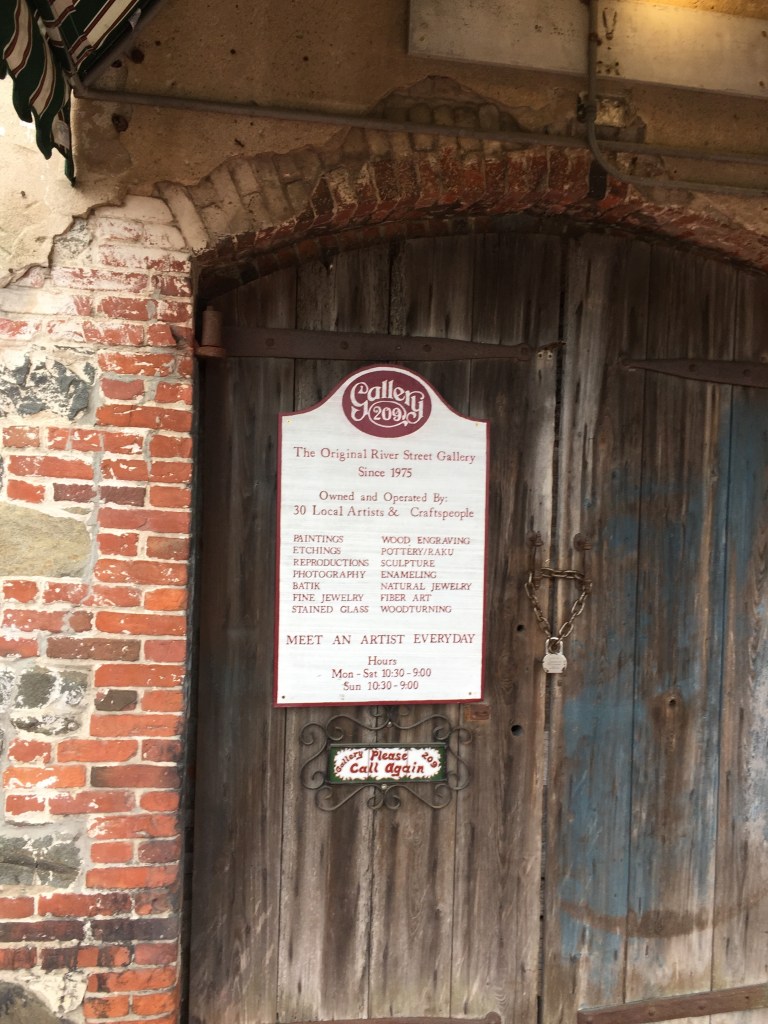 Gallery
209
The Original River Street Gallery
Since 1975
Owned and Operated By:
30 Local Artists & Craftspeople
PAINTINGS
ETCHINGS
REPRODUCTIONS
PHOTOGRAPHY
BATIK
FINE JEWELRY
STAINED GLASS
WOOD ENGRAVING
POTTERY/RAKU
SCULPTURE
ENAMELING
NATURAL JEWELRY
FIBER ART
WOODTURNING
MEET AN ARTIST EVERYDAY
Hours
Mon - Sat 10:30 - 9:00
Sun 10:30 - 9:00
Gallery Please 209
Call Again